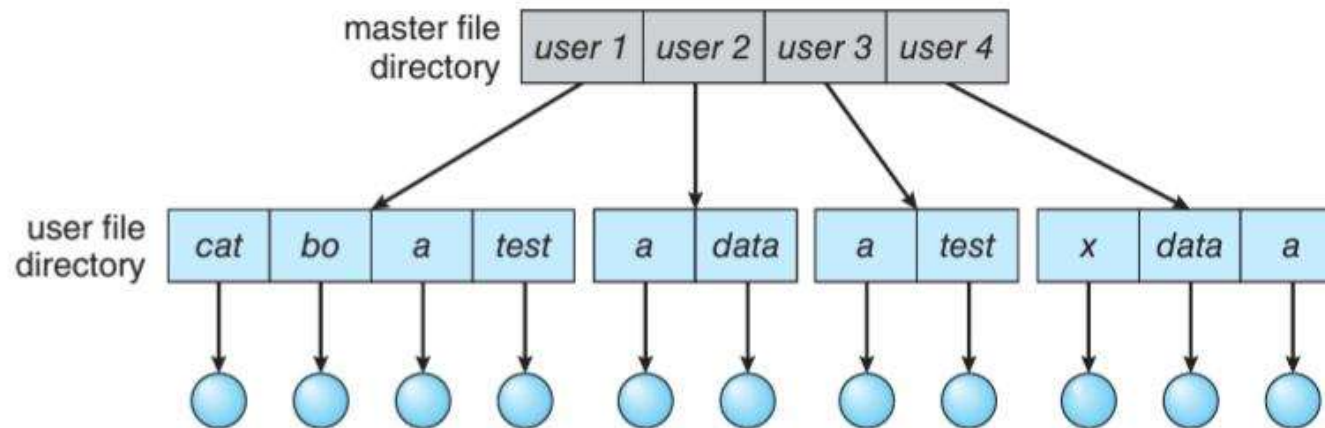 master file
directory
user 1 user 2 user 3 user 4
user file
directory
cat bo a test a data a test x data a